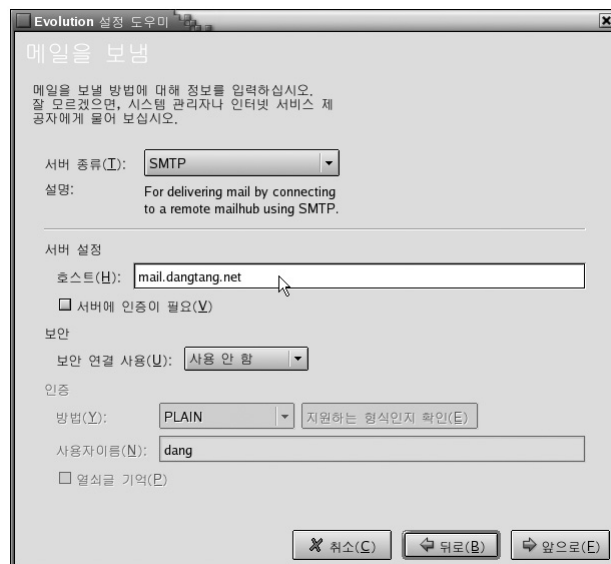 Evolution 설정 도우미
메일을 보냄
메일을 보낼 방법에 대해 정보를 입력하십시오.
잘 모르겠으면, 시스템 관리자나 인터넷 서비스 제
공자에게 물어 보십시오.
서버 종류(T): SMTP
설명: For delivering mail by connecting
to a remote mailhub using SMTP.
서버 설정
호스트(H): mail.dangtang.net
서버에 인증이 필요(V)
보안
보안 연결 사용(U): 사용 안 함
인증
방법(Y): PLAIN 지원하는 형식인지 확인(E)
사용자이름(N): dang
열쇠글 기억(P)
취소(C) 뒤로(B) 앞으로(F)